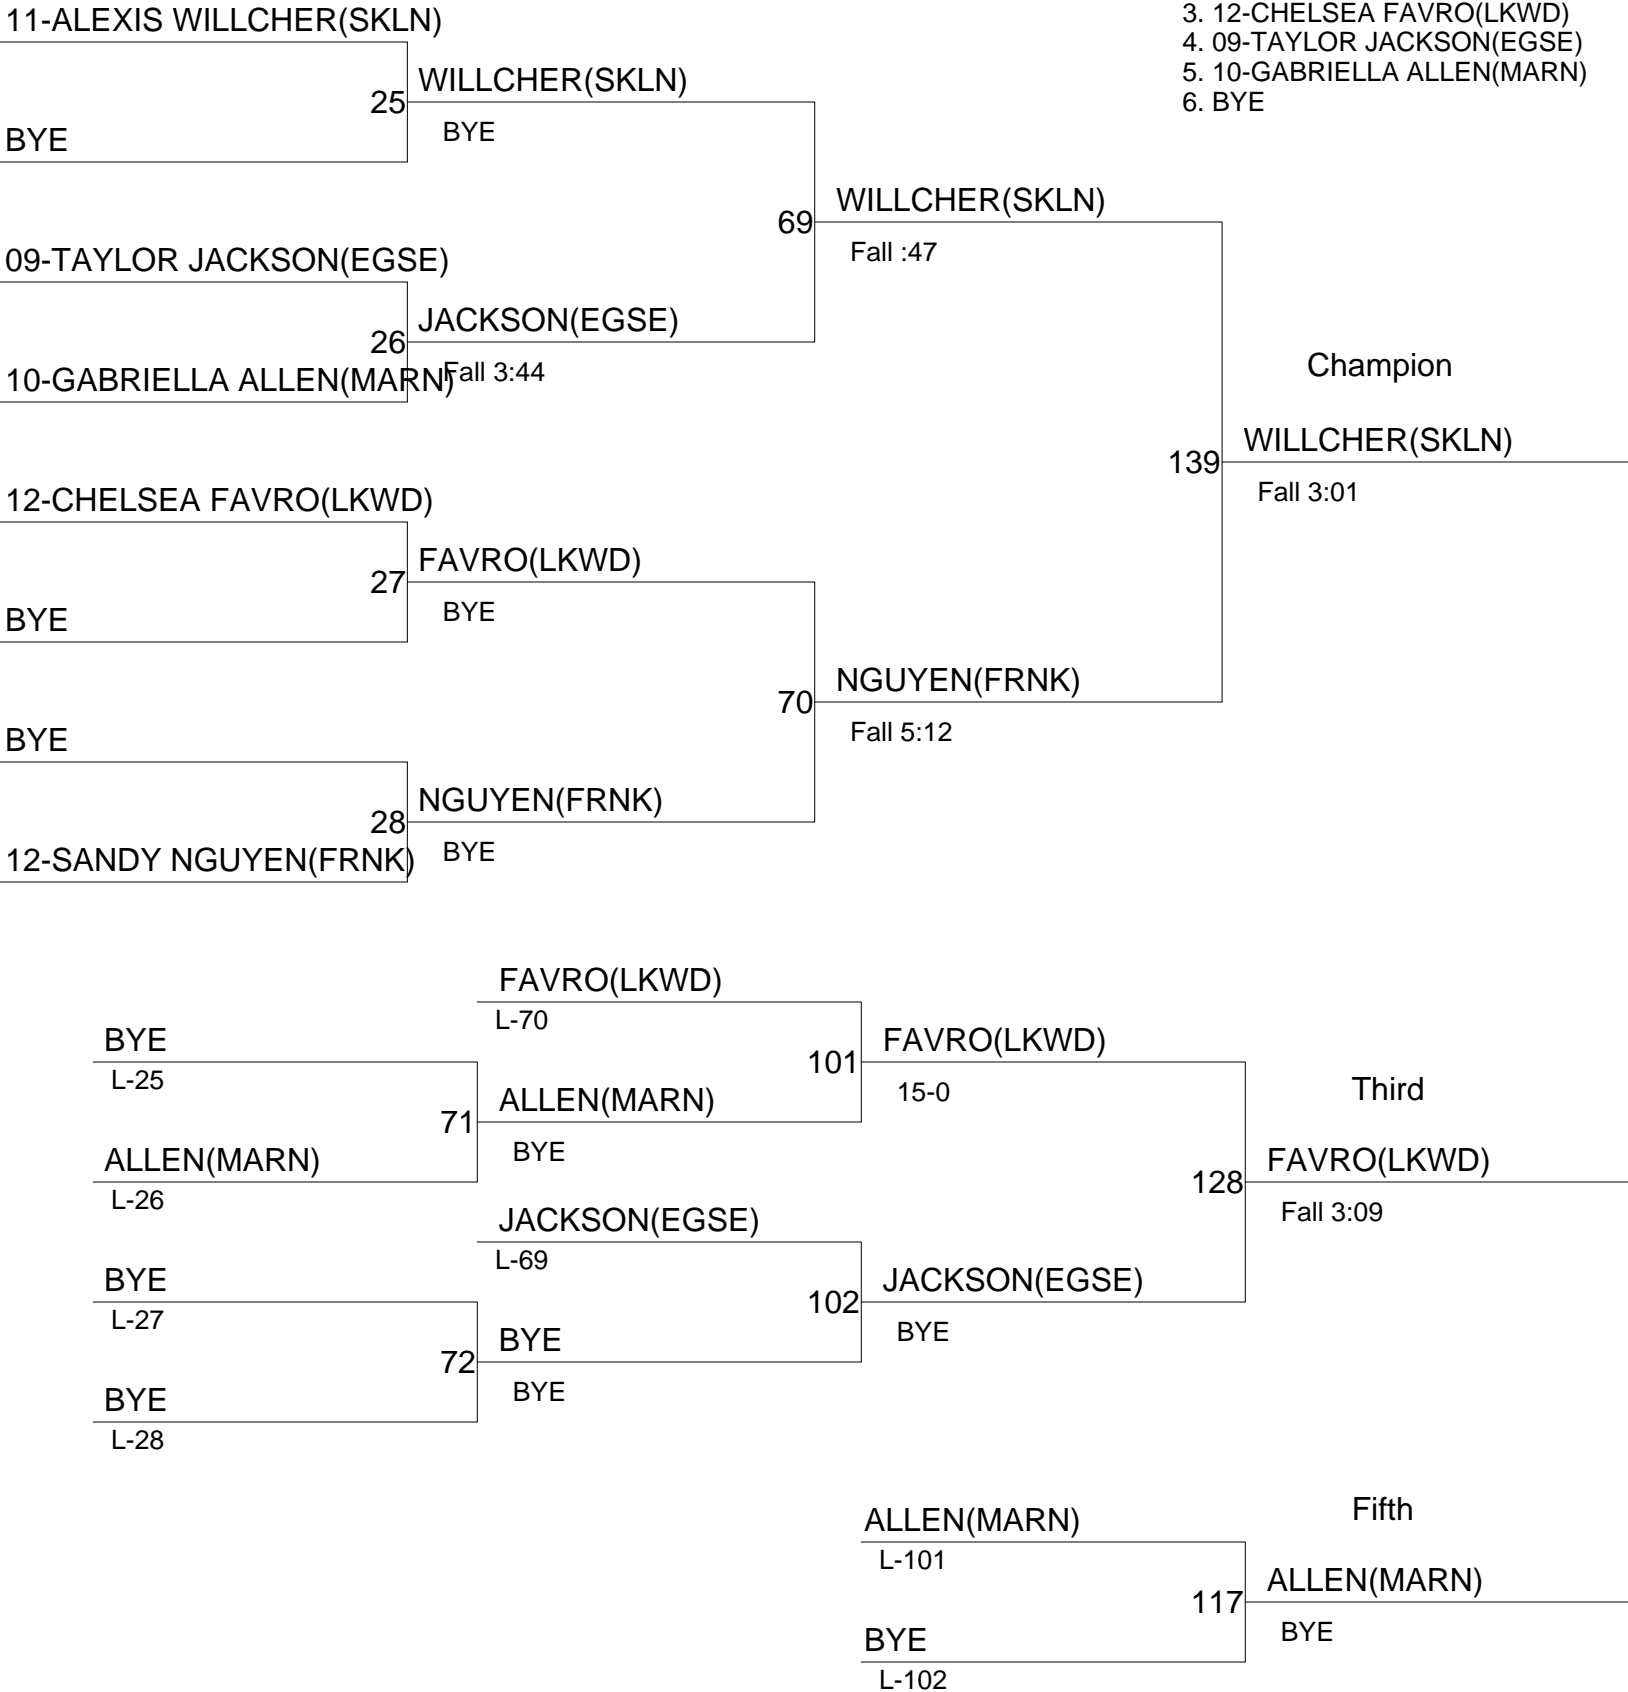 11-ALEXIS WILLCHER(SKLN)
3. 12-CHELSEA FAVRO(LKWD)
4. 09-TAYLOR JACKSON(EGSE)
5. 10-GABRIELLA ALLEN(MARN)
6. BYE
25
WILLCHER(SKLN)
BYE
BYE
69
WILLCHER(SKLN)
Fall :47
09-TAYLOR JACKSON(EGSE)
26
JACKSON(EGSE)
Fall 3:44
10-GABRIELLA ALLEN(MARN)
Champion
139
WILLCHER(SKLN)
Fall 3:01
12-CHELSEA FAVRO(LKWD)
27
FAVRO(LKWD)
BYE
BYE
70
NGUYEN(FRNK)
Fall 5:12
BYE
28
NGUYEN(FRNK)
BYE
12-SANDY NGUYEN(FRNK)
FAVRO(LKWD)
L-70
BYE
L-25
101
FAVRO(LKWD)
15-0
71
ALLEN(MARN)
BYE
ALLEN(MARN)
L-26
Third
128
FAVRO(LKWD)
Fall 3:09
JACKSON(EGSE)
L-69
BYE
L-27
102
JACKSON(EGSE)
BYE
72
BYE
BYE
BYE
L-28
Fifth
ALLEN(MARN)
L-101
117
ALLEN(MARN)
BYE
BYE
L-102